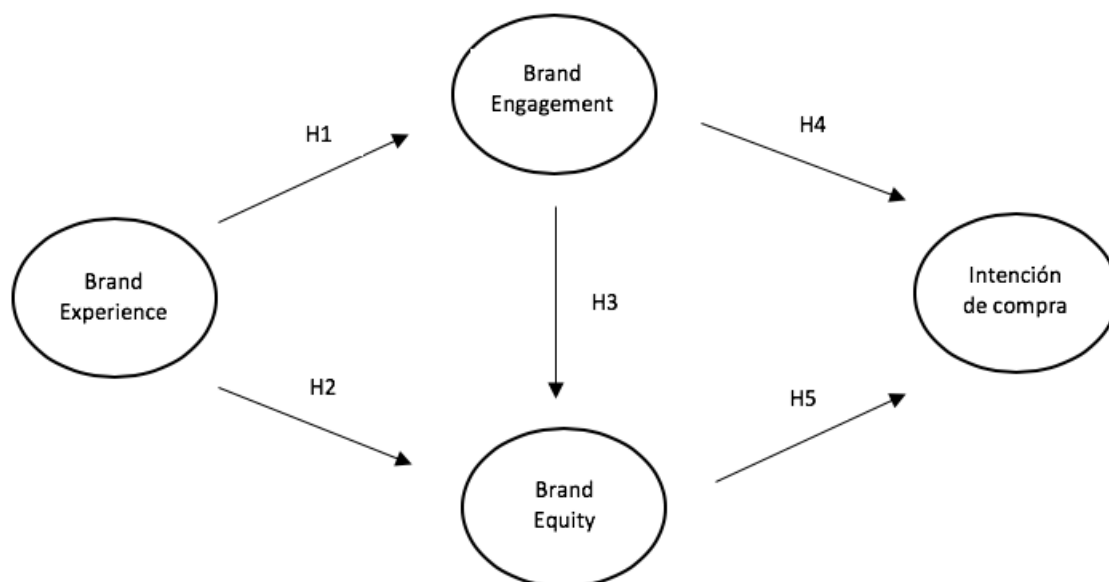 Brand
Engagement
H1
H4
Brand
Experience
Intención
de compra
H3
H2
H5
Brand
Equity